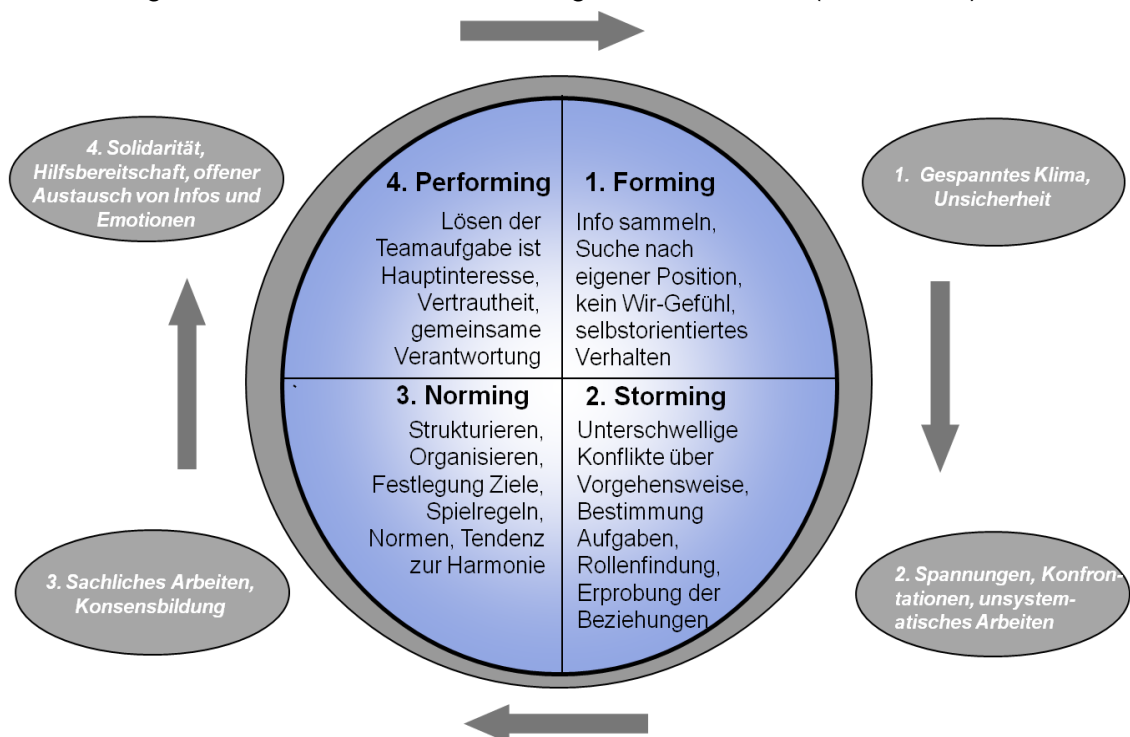 4. Solidarität,
Hilfsbereitschaft, offener
Austausch von Infos und
Emotionen
4. Performing
Lösen der
Teamaufgabe ist
Hauptinteresse,
Vertrautheit,
gemeinsame
Verantwortung
1. Forming
Info sammeln,
Suche nach
eigener Position,
kein Wir-Gefühl,
selbstorientiertes
Verhalten
1. Gespanntes Klima,
Unsicherheit
3. Norming
Strukturieren,
Organisieren,
Festlegung Ziele,
Spielregeln,
Normen, Tendenz
zur Harmonie
2. Storming
Unterschwellige
Konflikte über
Vorgehensweise,
Bestimmung
Aufgaben,
Rollenfindung,
Erprobung der
Beziehungen
3. Sachliches Arbeiten,
Konsensbildung
2. Spannungen, Konfron-
tationen, unsystem-
atisches Arbeiten